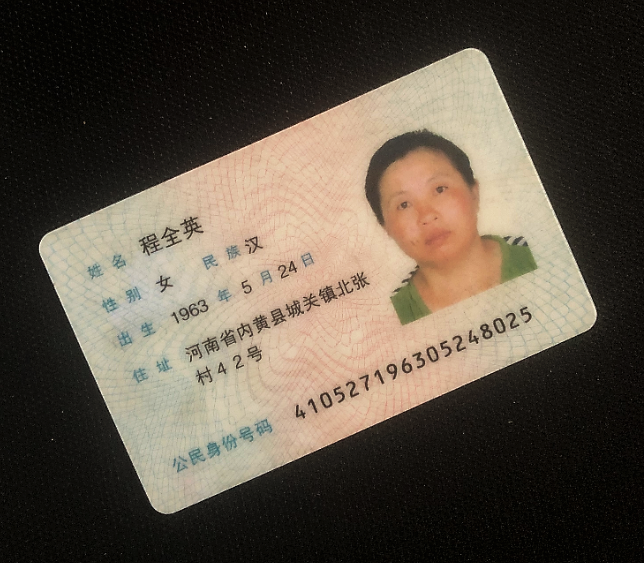 姓名 程全英
性别 女 民族 汉
出生 1963 年 5 月 24 日
住址 河南省内黄县城关镇北张
村42号
公民身份号码 410527196305248025